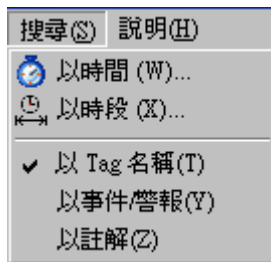 搜尋(S) 說明(H)
以時間 (W)...
以時段 (X)...
以 Tag 名稱(T)
以事件/警報(Y)
以註解(Z)